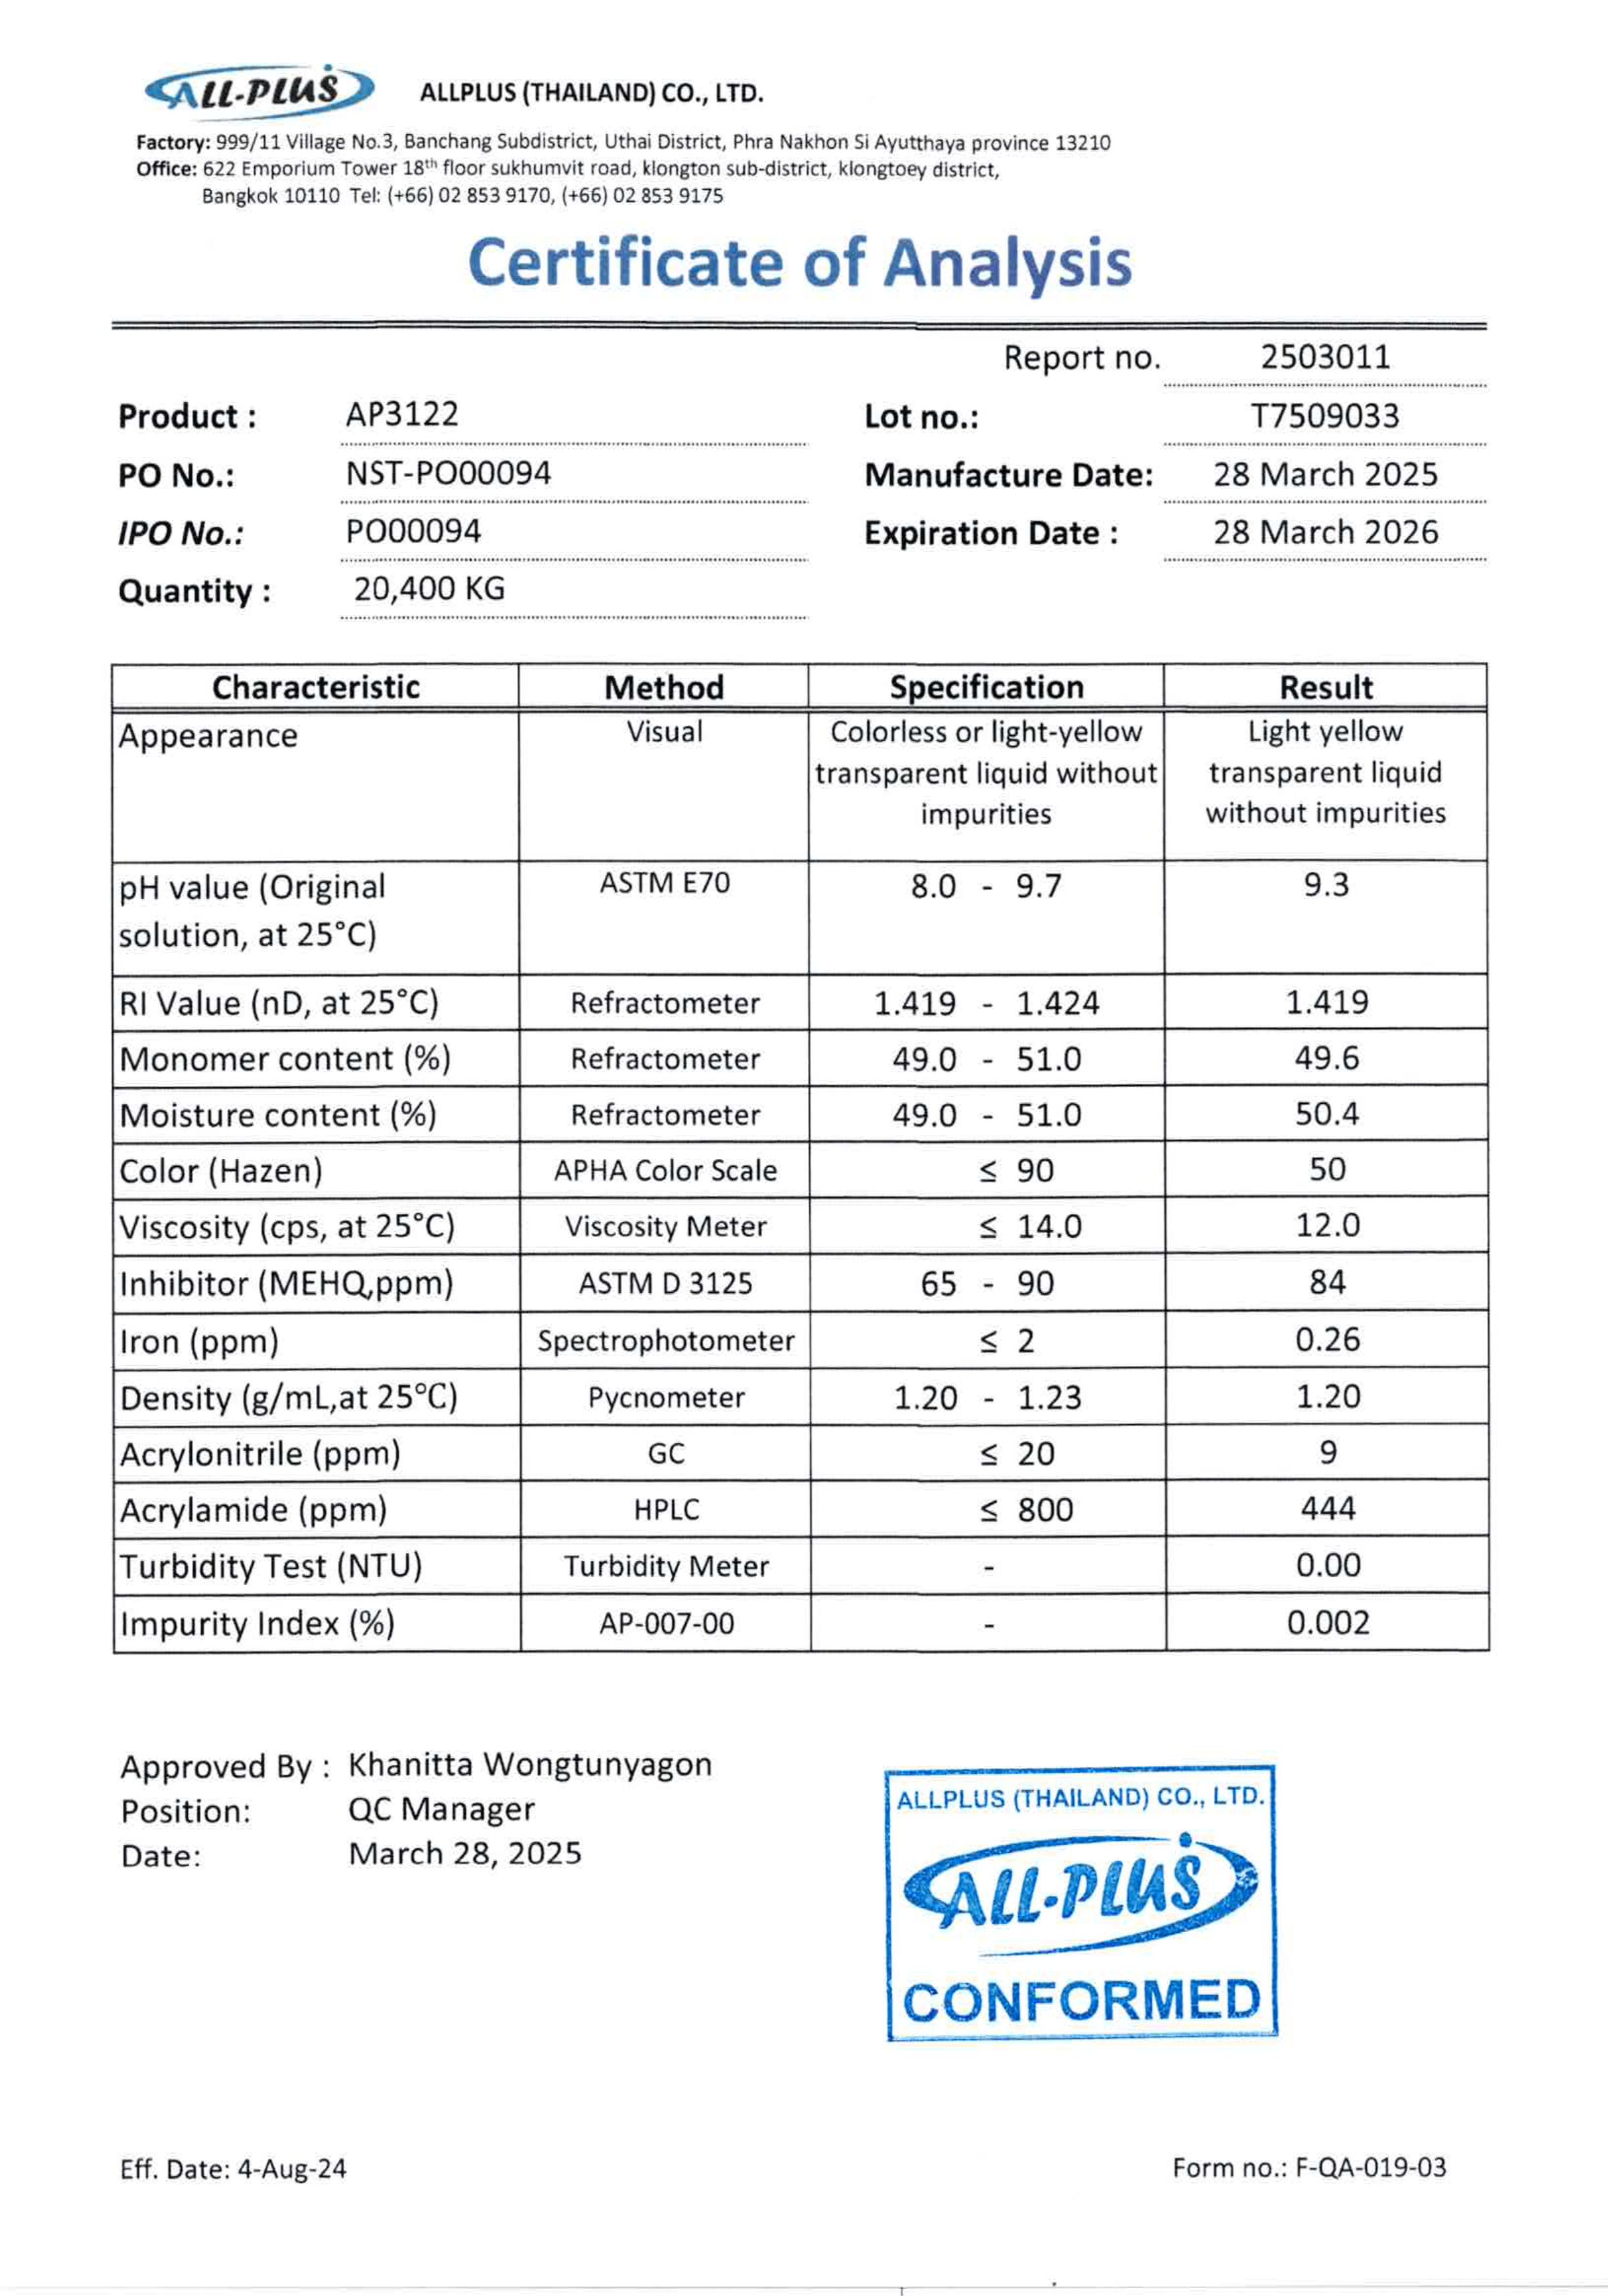 ALL-PLUS ALLPLUS (THAILAND) CO., LTD.
Factory: 999/11 Village No.3, Banchang Subdistrict, Uthai District, Phra Nakhon Si Ayutthaya province 13210
Office: 622 Emporium Tower 18th floor sukhumvit road, klongton sub-district, klongtoey district,
Bangkok 10110 Tel: (+66) 02 853 9170, (+66) 02 853 9175
Certificate of Analysis
Report no. 2503011
Product : AP3122 Lot no.: T7509033
PO No.: NST-PO00094 Manufacture Date: 28 March 2025
IPO No.: PO00094 Expiration Date : 28 March 2026
Quantity : 20,400 KG
Characteristic Method Specification Result
Appearance Visual Colorless or light-yellow Light yellow
transparent liquid without transparent liquid
impurities without impurities
pH value (Original ASTM E70 8.0 - 9.7 9.3
solution, at 25°C)
RI Value (nD, at 25°C) Refractometer 1.419 - 1.424 1.419
Monomer content (%) Refractometer 49.0 - 51.0 49.6
Moisture content (%) Refractometer 49.0 - 51.0 50.4
Color (Hazen) APHA Color Scale ≤ 90 50
Viscosity (cps, at 25°C) Viscosity Meter ≤ 14.0 12.0
Inhibitor (MEHQ,ppm) ASTM D 3125 65 - 90 84
Iron (ppm) Spectrophotometer ≤ 2 0.26
Density (g/mL,at 25°C) Pycnometer 1.20 - 1.23 1.20
Acrylonitrile (ppm) GC ≤ 20 9
Acrylamide (ppm) HPLC ≤ 800 444
Turbidity Test (NTU) Turbidity Meter - 0.00
Impurity Index (%) AP-007-00 - 0.002
Approved By : Khanitta Wongtunyagon
Position: QC Manager
Date: March 28, 2025
ALLPLUS (THAILAND) CO., LTD.
ALL-PLUS
CONFORMED
Eff. Date: 4-Aug-24 Form no.: F-QA-019-03